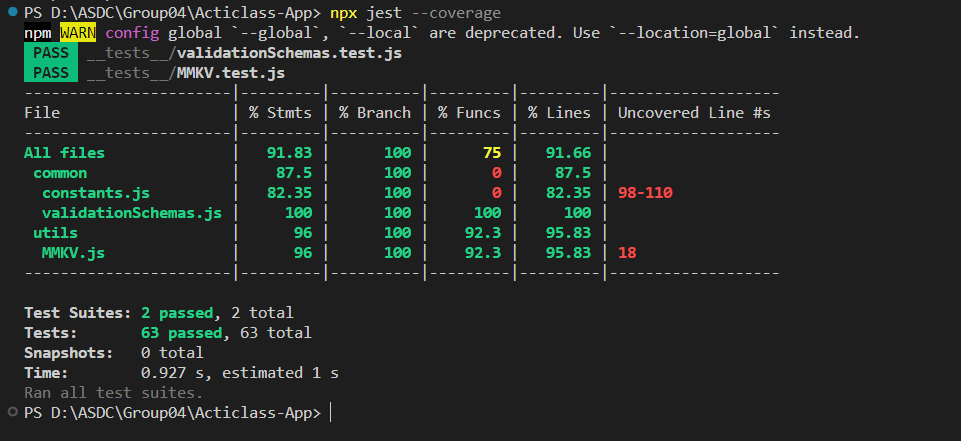 PS D:\ASDC\Group04\Acticlass-App> npx jest --coverage
npm WARN config global `--global`, `--local` are deprecated. Use `--location=global` instead.
PASS __tests__/validationSchemas.test.js
PASS __tests__/MMKV.test.js
----------------------|---------|----------|---------|---------|-------------------
File                  | % Stmts | % Branch | % Funcs | % Lines | Uncovered Line #s
----------------------|---------|----------|---------|---------|-------------------
All files             |   91.83 |      100 |      75 |   91.66 |
 common               |    87.5 |      100 |       0 |    87.5 |
  constants.js        |   82.35 |      100 |       0 |   82.35 | 98-110
  validationSchemas.js |     100 |      100 |     100 |     100 |
 utils                |      96 |      100 |    92.3 |   95.83 |
  MMKV.js             |      96 |      100 |    92.3 |   95.83 | 18
----------------------|---------|----------|---------|---------|-------------------
Test Suites: 2 passed, 2 total
Tests:       63 passed, 63 total
Snapshots:   0 total
Time:        0.927 s, estimated 1 s
Ran all test suites.
PS D:\ASDC\Group04\Acticlass-App>